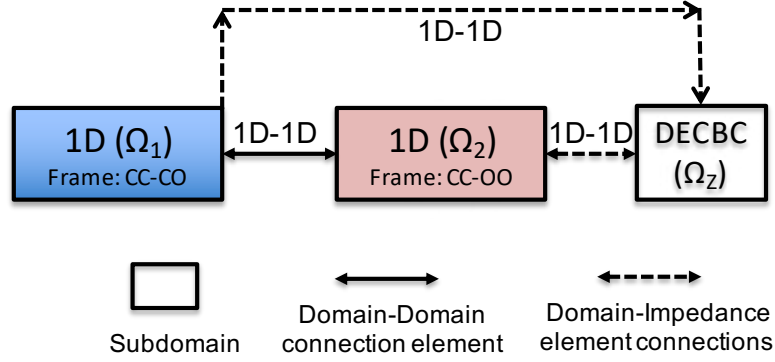 1D-1D
1D (Ω₁)
Frame: CC-CO
1D-1D
1D (Ω₂)
Frame: CC-OO
1D-1D
DECBC
(Ω_Z)
Subdomain
Domain-Domain
connection element
Domain-Impedance
element connections